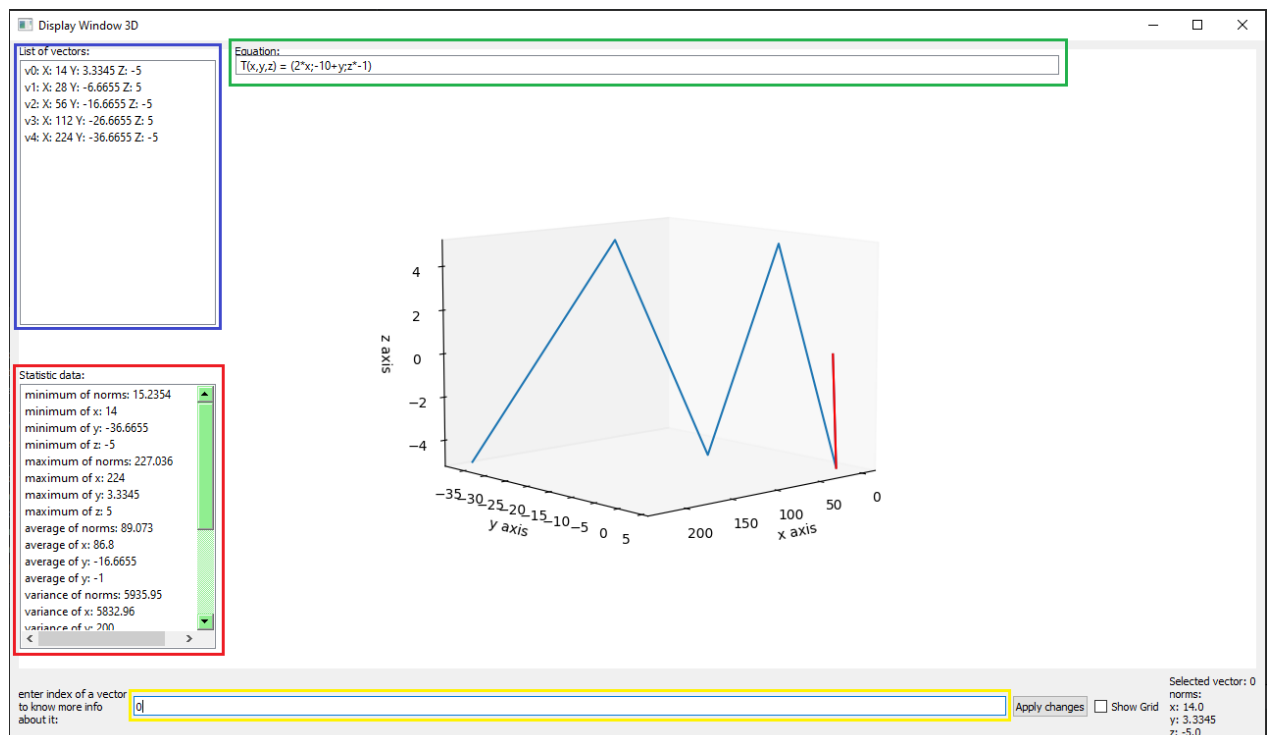 Display Window 3D
List of vectors:
v0: X: 14 Y: 3.3345 Z: -5
v1: X: 28 Y: -6.6655 Z: 5
v2: X: 56 Y: -16.6655 Z: -5
v3: X: 112 Y: -26.6655 Z: 5
v4: X: 224 Y: -36.6655 Z: -5
Equation:
T(x,y,z) = (2*x;-10+y;z*-1)
4
2
0
−2
−4
z axis
−35
−30
−25
−20
−15
−10
−5
0
5
y axis
200
150
100
50
0
x axis
Statistic data:
minimum of norms: 15.2354
minimum of x: 14
minimum of y: -36.6655
minimum of z: -5
maximum of norms: 227.036
maximum of x: 224
maximum of y: 3.3345
maximum of z: 5
average of norms: 89.073
average of x: 86.8
average of y: -16.6655
average of y: -1
variance of norms: 5935.95
variance of x: 5832.96
variance of y: 200
enter index of a vector
to know more info
about it:
0
Apply changes
Show Grid
Selected vector: 0
norms:
x: 14.0
y: 3.3345
z: -5.0